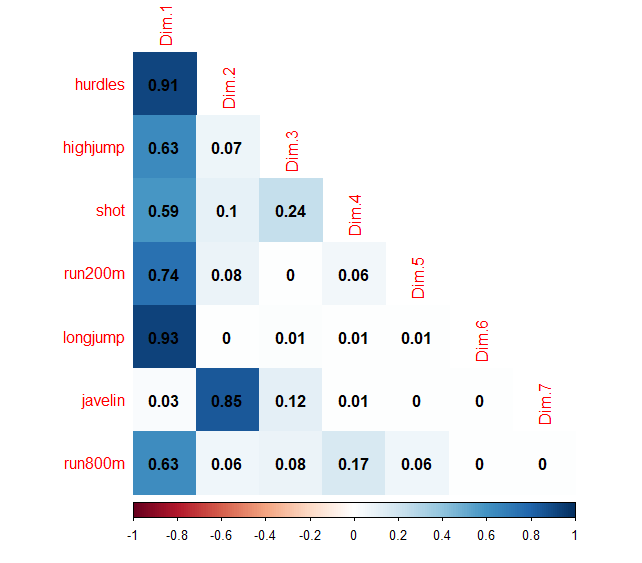 Dim.1
hurdles 0.91 Dim.2
highjump 0.63 0.07 Dim.3
shot 0.59 0.1 0.24 Dim.4
run200m 0.74 0.08 0 0.06 Dim.5
longjump 0.93 0 0.01 0.01 0.01 Dim.6
javelin 0.03 0.85 0.12 0.01 0 0 Dim.7
run800m 0.63 0.06 0.08 0.17 0.06 0 0
-1 -0.8 -0.6 -0.4 -0.2 0 0.2 0.4 0.6 0.8 1